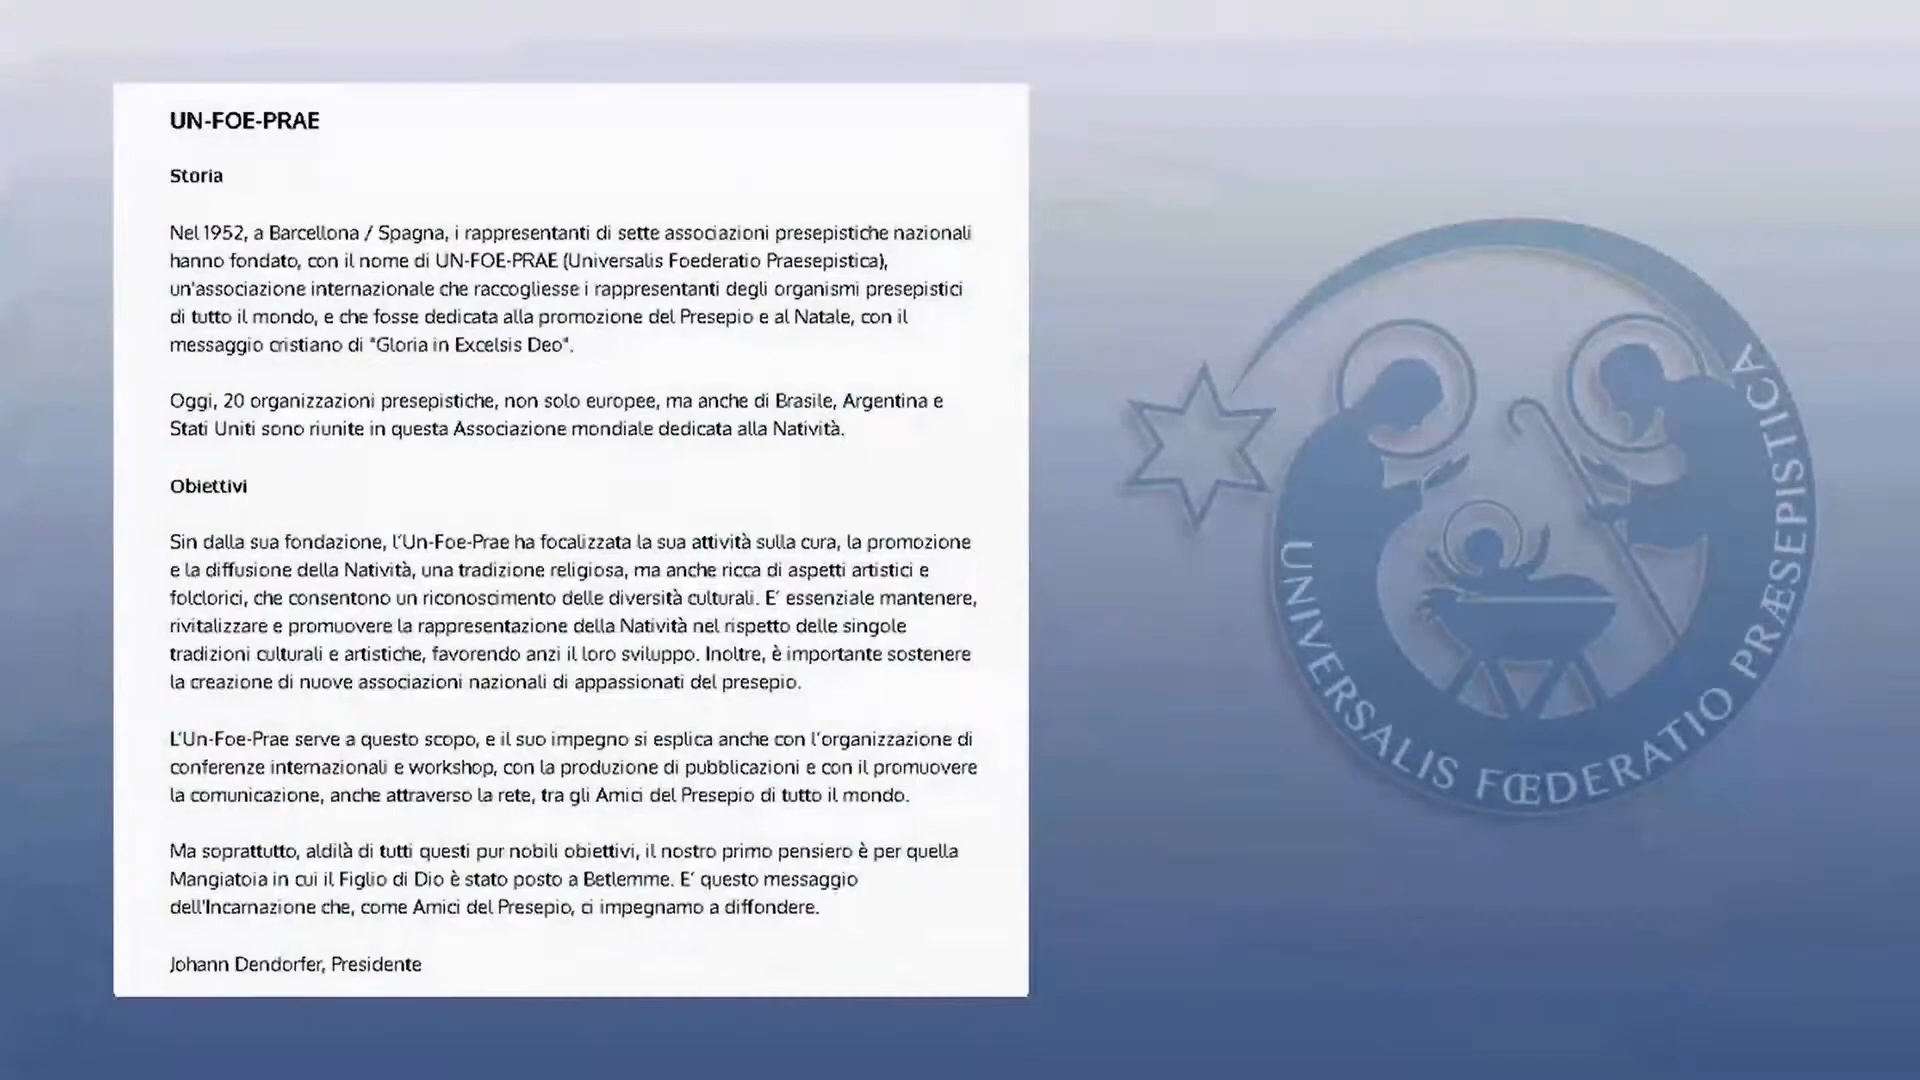 UN-FOE-PRAE
Storia
Nel 1952, a Barcellona / Spagna, i rappresentanti di sette associazioni presepistiche nazionali
hanno fondato, con il nome di UN-FOE-PRAE (Universalis Foederatio Praesepistica),
un'associazione internazionale che raccogliesse i rappresentanti degli organismi presepistici
di tutto il mondo, e che fosse dedicata alla promozione del Presepio e al Natale, con il
messaggio cristiano di "Gloria in Excelsis Deo".
Oggi, 20 organizzazioni presepistiche, non solo europee, ma anche di Brasile, Argentina e
Stati Uniti sono riunite in questa Associazione mondiale dedicata alla Natività.
Obiettivi
Sin dalla sua fondazione, l'Un-Foe-Prae ha focalizzata la sua attività sulla cura, la promozione
e la diffusione della Natività, una tradizione religiosa, ma anche ricca di aspetti artistici e
folclorici, che consentono un riconoscimento delle diversità culturali. E' essenziale mantenere,
rivitalizzare e promuovere la rappresentazione della Natività nel rispetto delle singole
tradizioni culturali e artistiche, favorendo anzi il loro sviluppo. Inoltre, è importante sostenere
la creazione di nuove associazioni nazionali di appassionati del presepio.
L'Un-Foe-Prae serve a questo scopo, e il suo impegno si esplica anche con l'organizzazione di
conferenze internazionali e workshop, con la produzione di pubblicazioni e con il promuovere
la comunicazione, anche attraverso la rete, tra gli Amici del Presepio di tutto il mondo.
Ma soprattutto, aldilà di tutti questi pur nobili obiettivi, il nostro primo pensiero è per quella
Mangiatoia in cui il Figlio di Dio è stato posto a Betlemme. E' questo messaggio
dell'Incarnazione che, come Amici del Presepio, ci impegnamo a diffondere.
Johann Dendorfer, Presidente
UNIVERSALIS FŒDERATIO PRÆSEPISTICA